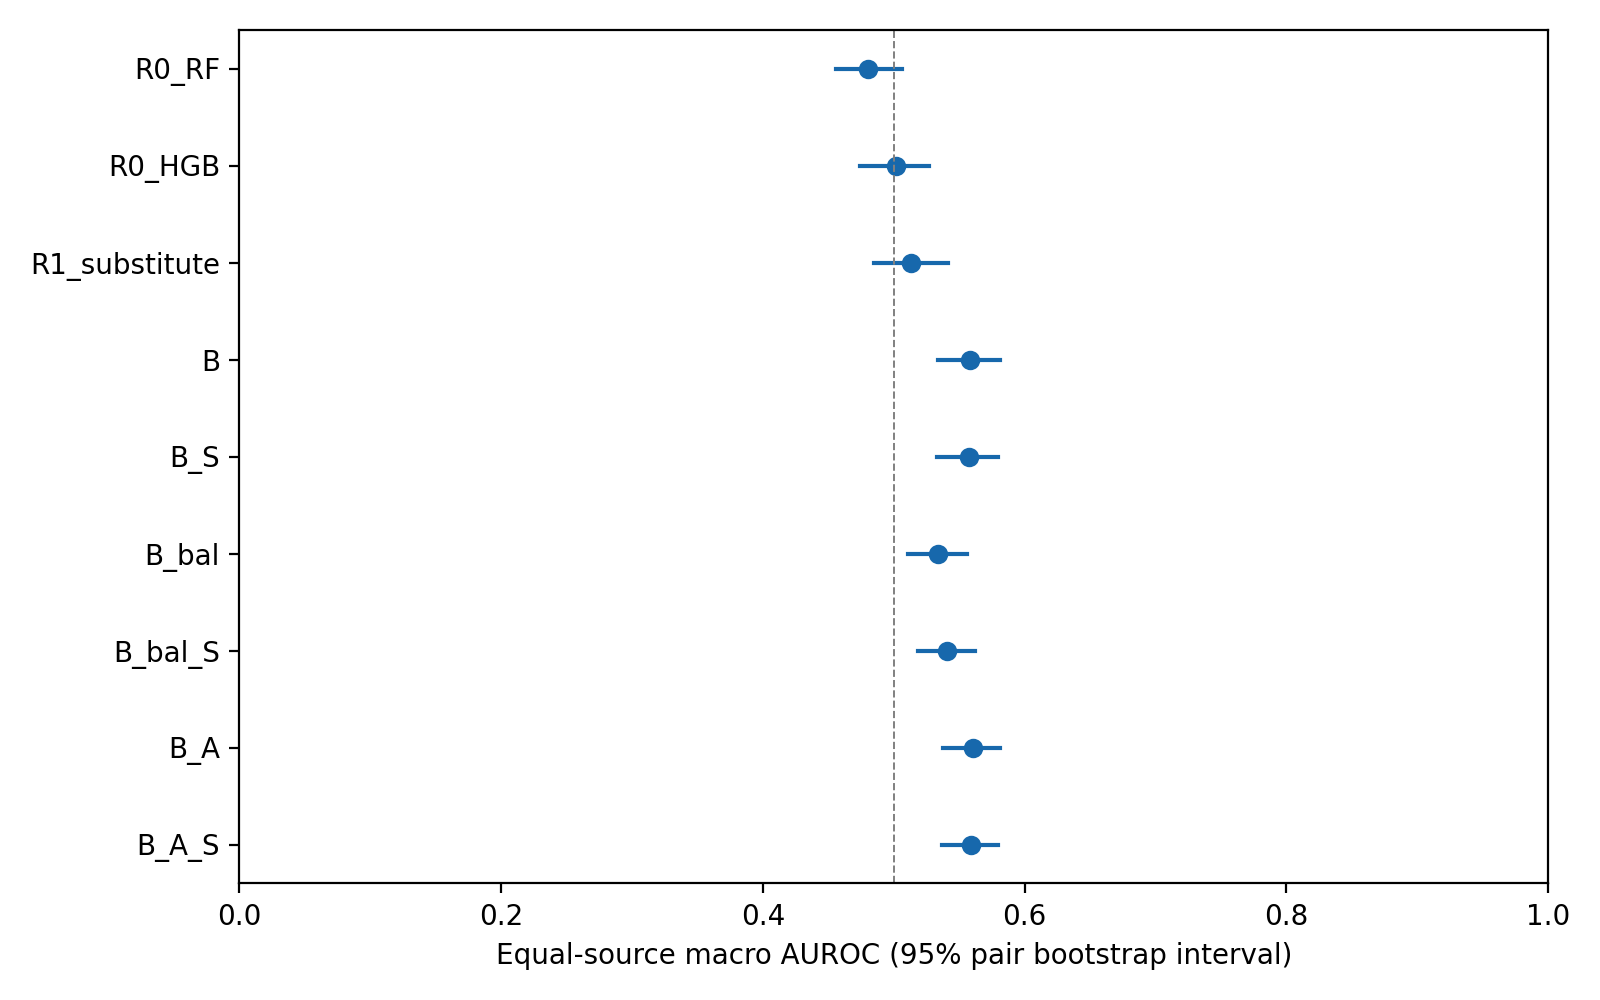 R0_RF
R0_HGB
R1_substitute
B
B_S
B_bal
B_bal_S
B_A
B_A_S
0.0 0.2 0.4 0.6 0.8 1.0
Equal-source macro AUROC (95% pair bootstrap interval)